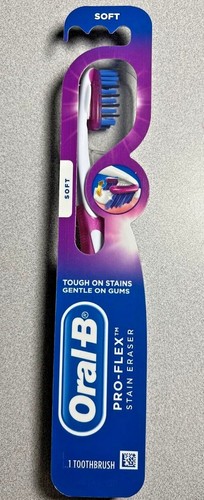 SOFT
SOFT
TOUGH ON STAINS
GENTLE ON GUMS
Oral-B®
PRO-FLEX™
STAIN ERASER
1 TOOTHBRUSH